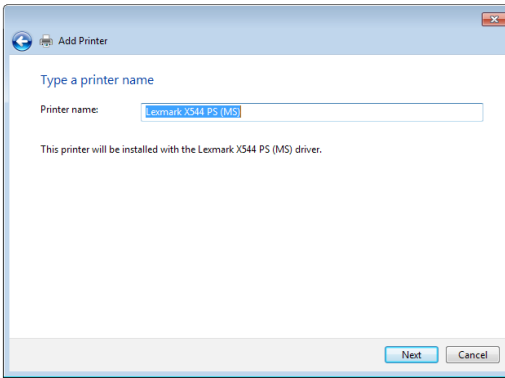 Add Printer
Type a printer name
Printer name: Lexmark X544 PS (MS)
This printer will be installed with the Lexmark X544 PS (MS) driver.
Next Cancel